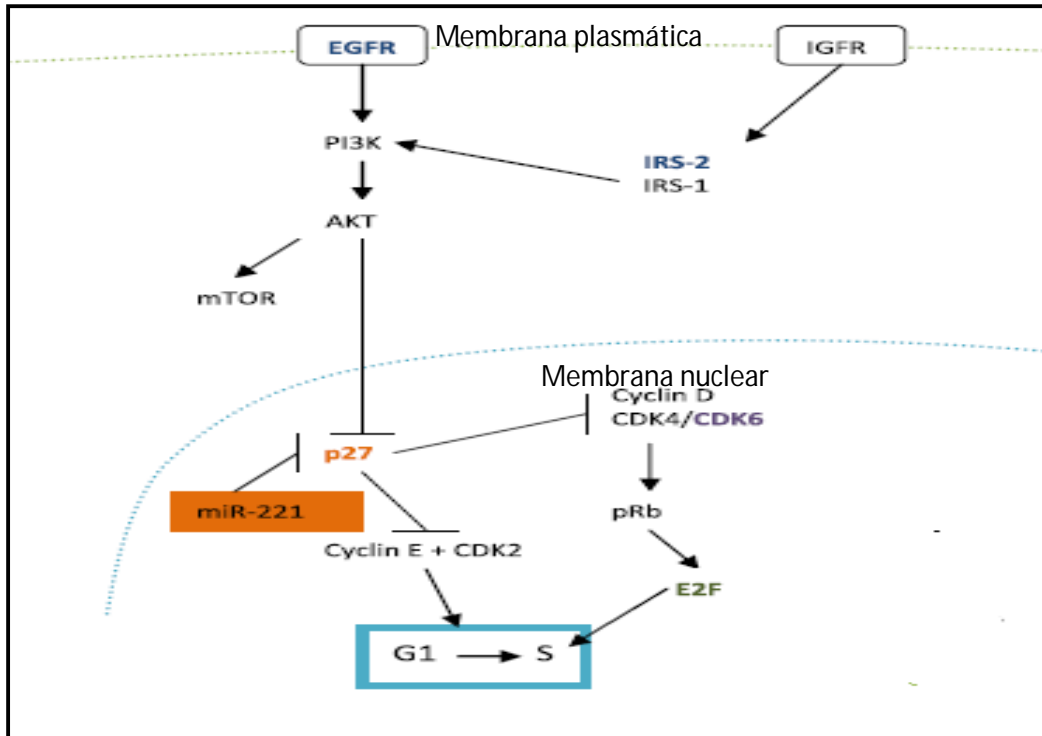 EGFR
Membrana plasmática
IGFR
PI3K
IRS-2
IRS-1
AKT
mTOR
Membrana nuclear
Cyclin D
CDK4/CDK6
p27
miR-221
pRb
Cyclin E + CDK2
E2F
G1
S